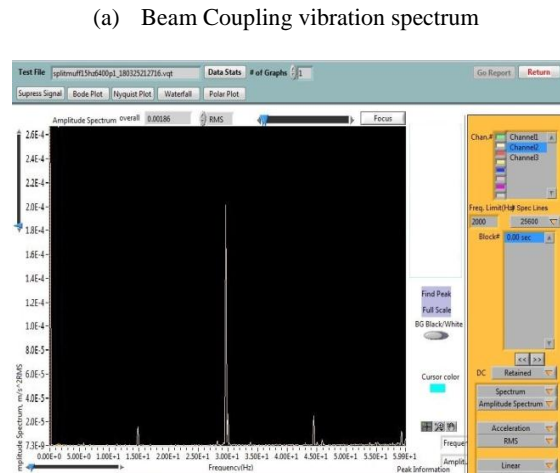 (a) Beam Coupling vibration spectrum
Test File splitmuff15hz6400p1_180325212716.vqt Data Stats # of Graphs 1 Go Report Return
Supress Signal Bode Plot Nyquist Plot Waterfall Polar Plot
Amplitude Spectrum overall 0.00186 RMS Focus
2.6E-4
2.4E-4
2.2E-4
2.0E-4
1.8E-4
1.6E-4
1.4E-4
1.2E-4
1.0E-4
8.0E-5
6.0E-5
4.0E-5
2.0E-5
7.3E-9
mplitude Spectrum, m/s^2RMS
0.00E+0 5.00E+0 1.00E+1 1.50E+1 2.00E+1 2.50E+1 3.00E+1 3.50E+1 4.00E+1 4.50E+1 5.00E+1 5.99E+1
Frequency(Hz)
Find Peak
Full Scale
BG Black/White
Cursor color
Freque
Amplit
Peak Information
Chan.# Channel1
Channel2
Channel3
Freq. Limit(Hz) # Spec Lines
2000 25600
Block# 0.00 sec
<< >>
DC Retained
Spectrum
Amplitude Spectrum
Acceleration
RMS
Linear